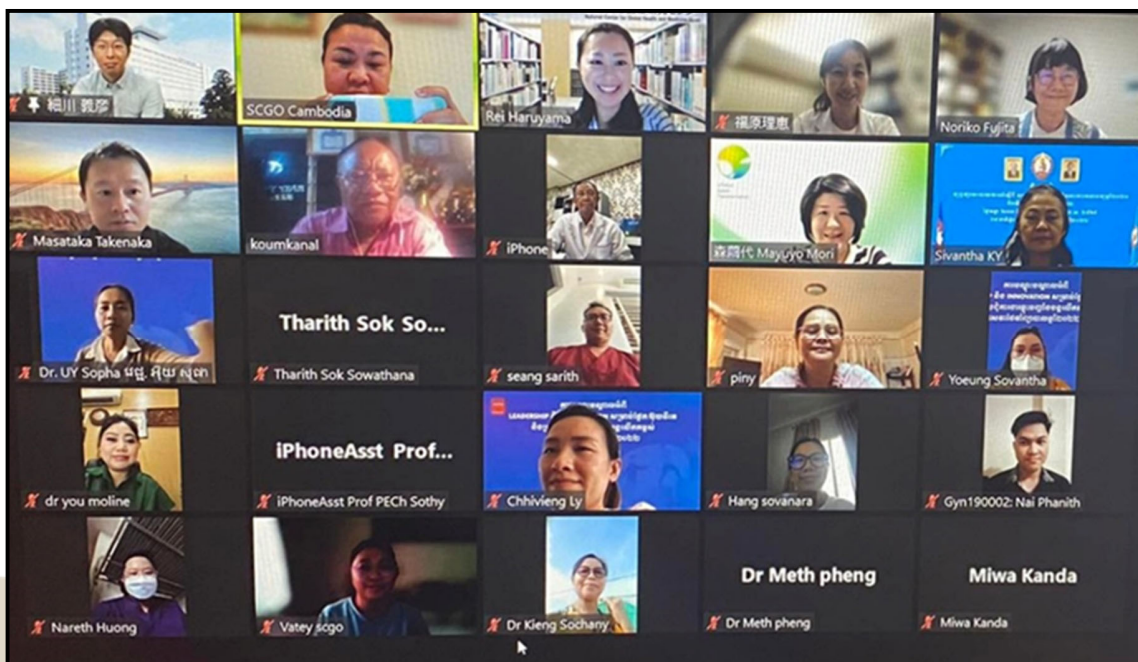 細川 義彦
SCGO Cambodia
Rei Haruyama
福原理恵
Noriko Fujita
Masataka Takenaka
koumkanal
iPhone
森眞代 Mayuyo Mori
Sivantha KY
Dr. UY Sopha
Tharith Sok So...
Tharith Sok Sowathana
seang sarith
piny
INNOVATION
Yoeung Sovantha
dr you moline
iPhoneAsst Prof...
iPhoneAsst Prof PECh Sothy
LEADERSHIP
Chhivieng Ly
Hang sovanara
Gyn190002: Nai Phanith
Nareth Huong
Vatey scgo
Dr Kieng Sochany
Dr Meth pheng
Dr Meth pheng
Miwa Kanda
Miwa Kanda